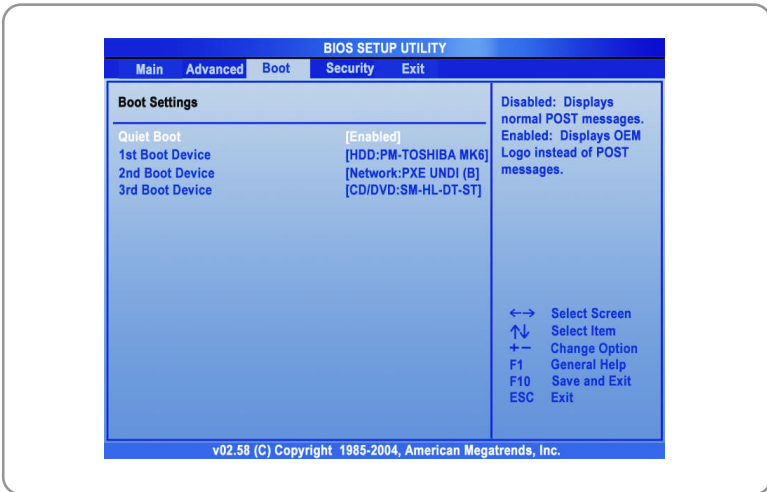 BIOS SETUP UTILITY
Main Advanced Boot Security Exit
Boot Settings
Quiet Boot [Enabled]
1st Boot Device [HDD:PM-TOSHIBA MK6]
2nd Boot Device [Network:PXE UNDI (B]
3rd Boot Device [CD/DVD:SM-HL-DT-ST]
Disabled: Displays
normal POST messages.
Enabled: Displays OEM
Logo instead of POST
messages.
←→ Select Screen
↑↓ Select Item
+− Change Option
F1 General Help
F10 Save and Exit
ESC Exit
v02.58 (C) Copyright 1985-2004, American Megatrends, Inc.